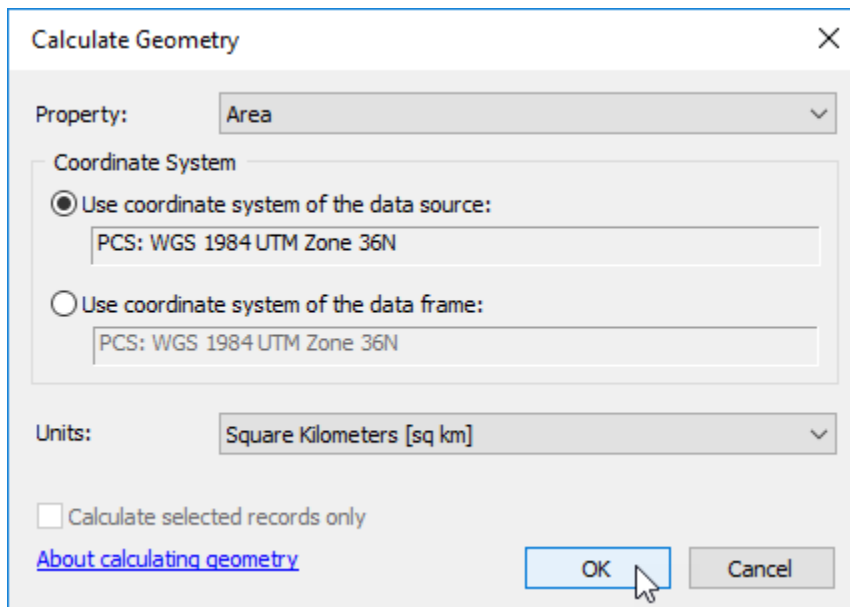 Calculate Geometry
Property: Area
Coordinate System
Use coordinate system of the data source:
PCS: WGS 1984 UTM Zone 36N
Use coordinate system of the data frame:
PCS: WGS 1984 UTM Zone 36N
Units: Square Kilometers [sq km]
Calculate selected records only
About calculating geometry
OK Cancel